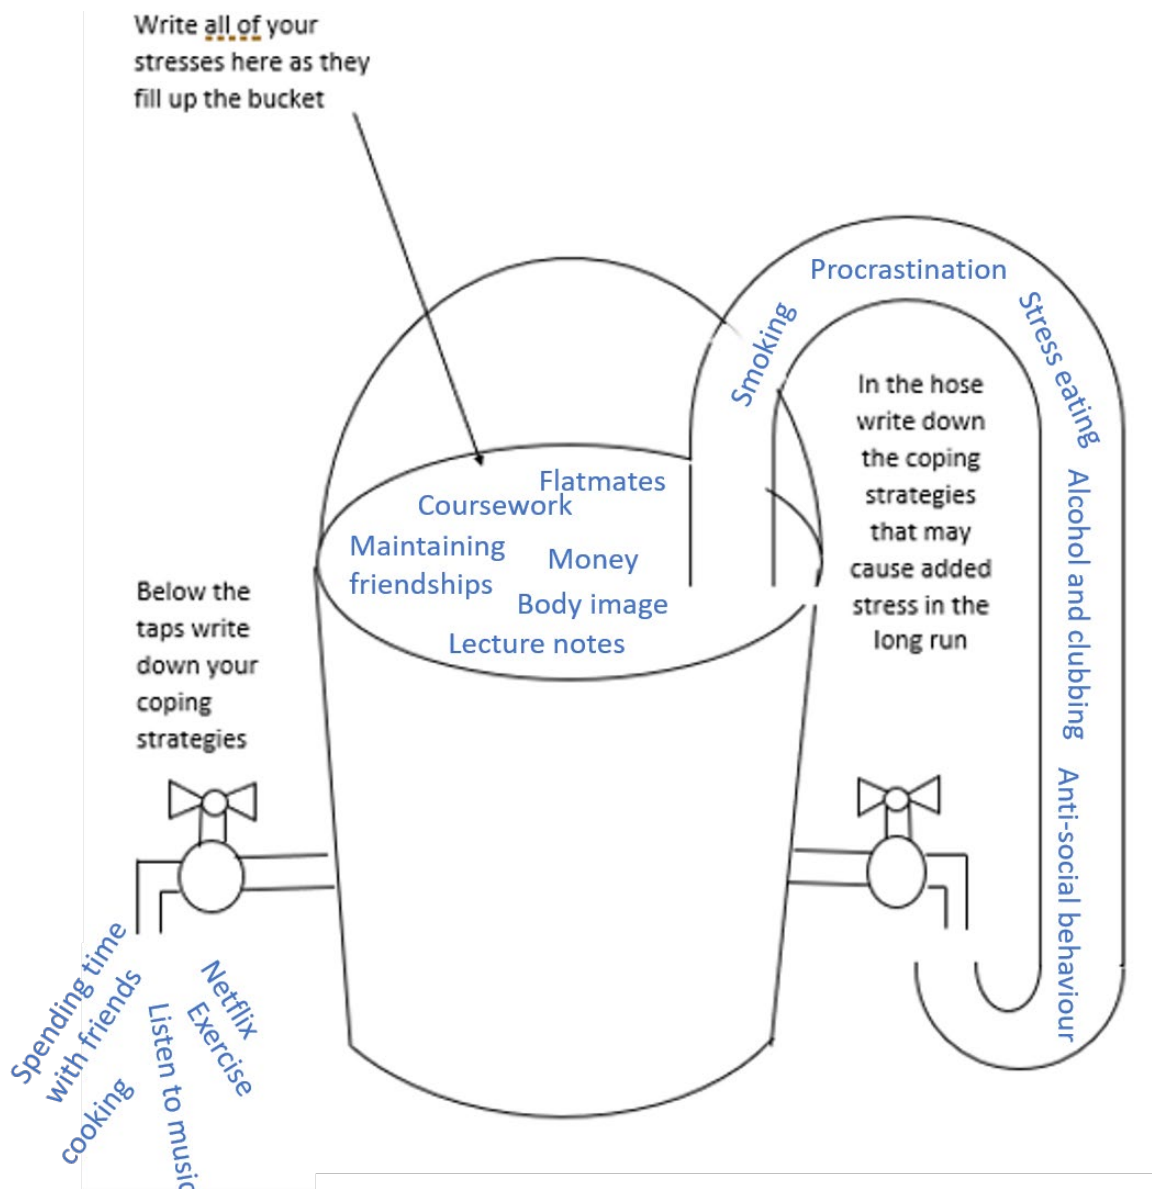 Write all of your
stresses here as they
fill up the bucket
Procrastination
Smoking
Stress eating
Alcohol and clubbing
Anti-social behaviour
In the hose
write down
the coping
strategies
that may
cause added
stress in the
long run
Flatmates
Coursework
Maintaining
friendships
Money
Body image
Lecture notes
Below the
taps write
down your
coping
strategies
Spending time
with friends
Netflix
Exercise
Listen to music
cooking